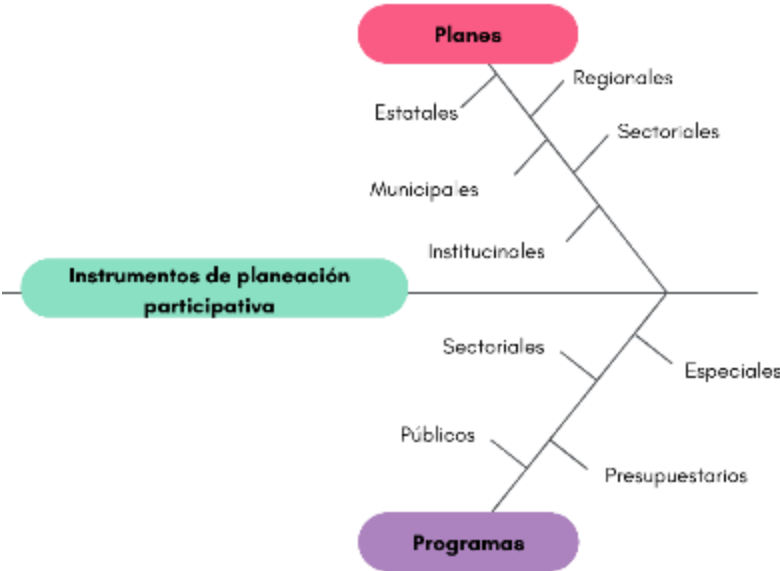 Planes
Regionales
Estatales
Sectoriales
Municipales
Institucinales
Instrumentos de planeación
participativa
Sectoriales
Especiales
Públicos
Presupuestarios
Programas